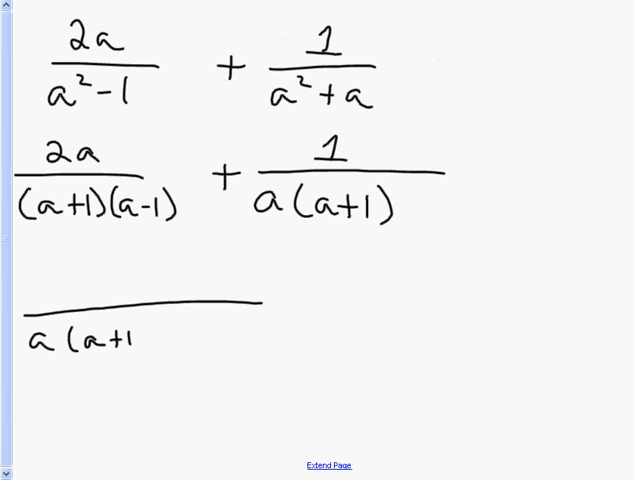 2a/(a² - 1) + 1/(a² + a)
2a/((a+1)(a-1)) + 1/(a(a+1))
a(a+1
Extend Page